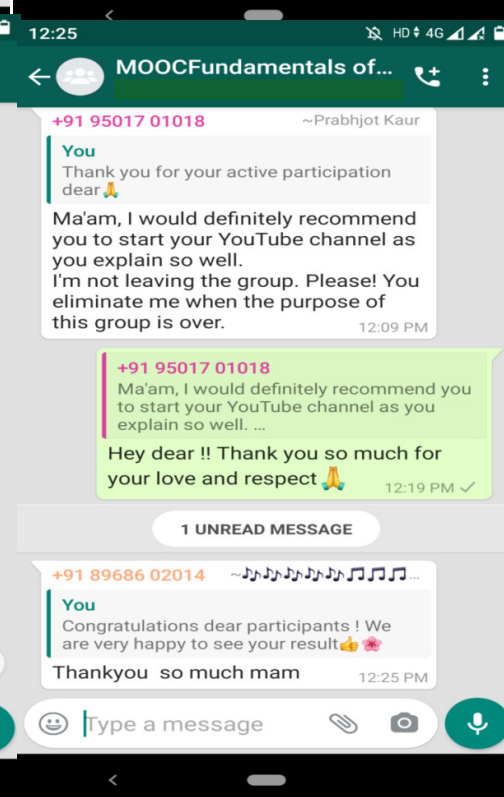 12:25
HD 4G
MOOCFundamentals of...
+91 95017 01018 ~Prabhjot Kaur
You
Thank you for your active participation
dear🙏
Ma'am, I would definitely recommend
you to start your YouTube channel as
you explain so well.
I'm not leaving the group. Please! You
eliminate me when the purpose of
this group is over.
12:09 PM
+91 95017 01018
Ma'am, I would definitely recommend you
to start your YouTube channel as you
explain so well. ...
Hey dear !! Thank you so much for
your love and respect🙏
12:19 PM
1 UNREAD MESSAGE
+91 89686 02014 ~🎶🎶🎶🎶🎶🎵🎵🎵...
You
Congratulations dear participants ! We
are very happy to see your result👍🌸
Thankyou  so much mam
12:25 PM
Type a message